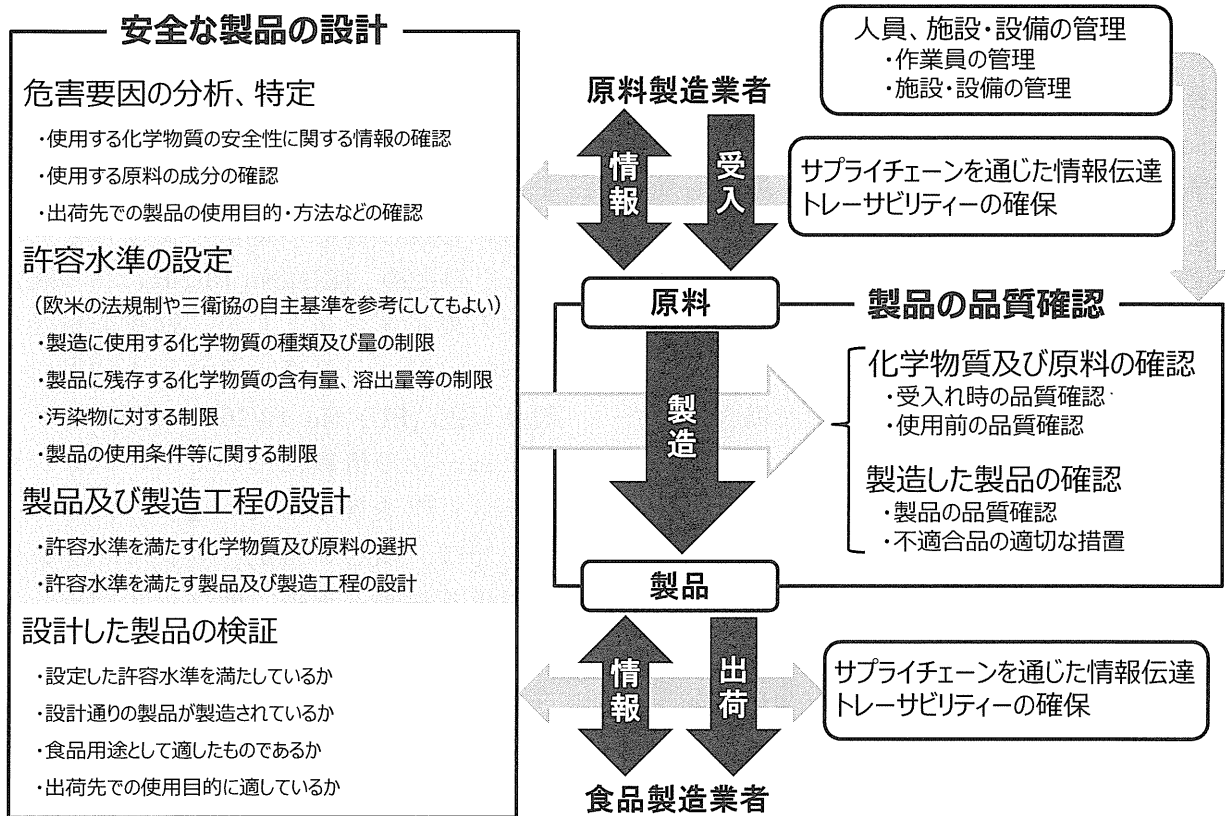 安全な製品の設計
危害要因の分析、特定
・使用する化学物質の安全性に関する情報の確認
・使用する原料の成分の確認
・出荷先での製品の使用目的・方法などの確認
許容水準の設定
（欧米の法規制や三衛協の自主基準を参考にしてもよい）
・製造に使用する化学物質の種類及び量の制限
・製品に残存する化学物質の含有量、溶出量等の制限
・汚染物に対する制限
・製品の使用条件等に関する制限
製品及び製造工程の設計
・許容水準を満たす化学物質及び原料の選択
・許容水準を満たす製品及び製造工程の設計
設計した製品の検証
・設定した許容水準を満たしているか
・設計通りの製品が製造されているか
・食品用途として適したものであるか
・出荷先での使用目的に適しているか
原料製造業者
情報
受入
原料
製造
製品
情報
出荷
食品製造業者
人員、施設・設備の管理
・作業員の管理
・施設・設備の管理
サプライチェーンを通じた情報伝達
トレーサビリティーの確保
製品の品質確認
化学物質及び原料の確認
・受入れ時の品質確認
・使用前の品質確認
製造した製品の確認
・製品の品質確認
・不適合品の適切な措置
サプライチェーンを通じた情報伝達
トレーサビリティーの確保